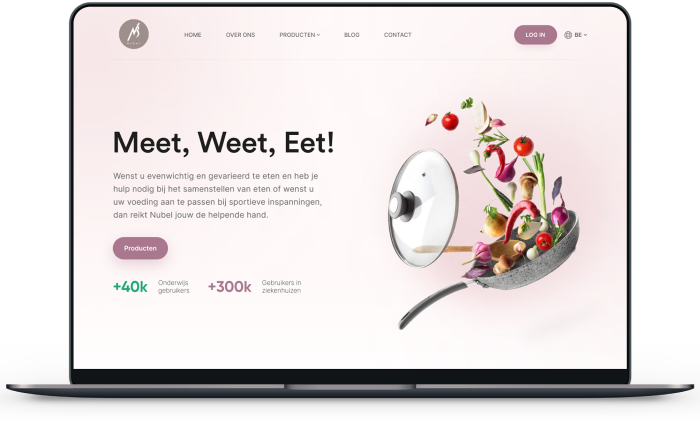 HOME OVER ONS PRODUCTEN BLOG CONTACT LOG IN BE
Meet, Weet, Eet!
Wenst u evenwichtig en gevarieerd te eten en heb je
hulp nodig bij het samenstellen van eten of wenst u
uw voeding aan te passen bij sportieve inspanningen,
dan reikt Nubel jouw de helpende hand.
Producten
+40k Onderwijs gebruikers
+300k Gebruikers in ziekenhuizen